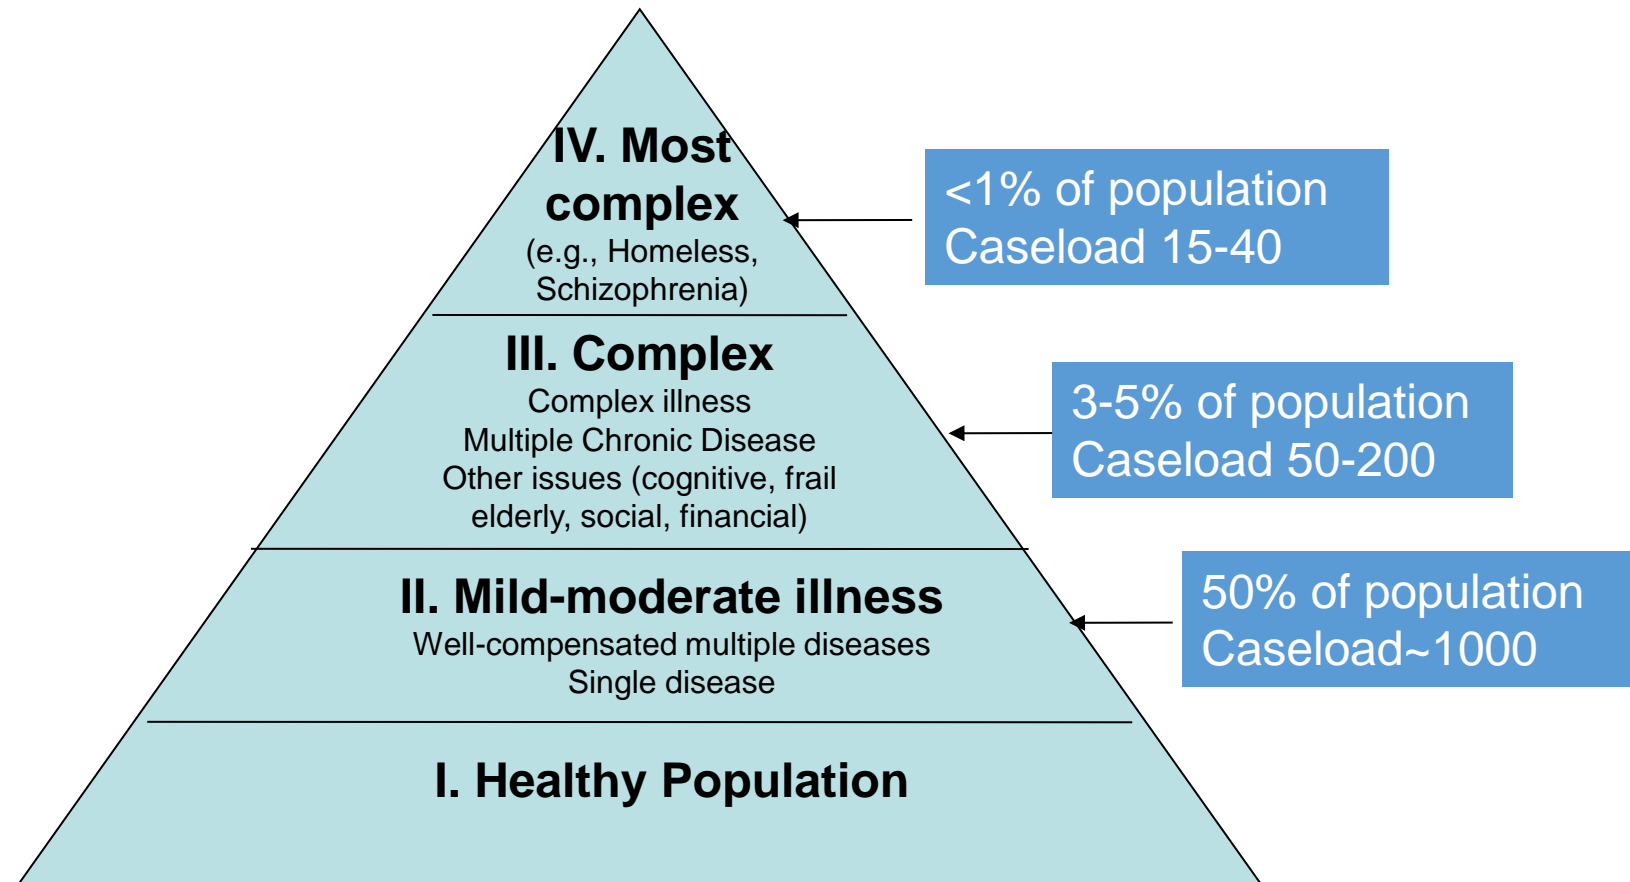 IV. Most
complex
(e.g., Homeless,
Schizophrenia)
<1% of population
Caseload 15-40
III. Complex
Complex illness
Multiple Chronic Disease
Other issues (cognitive, frail
elderly, social, financial)
3-5% of population
Caseload 50-200
II. Mild-moderate illness
Well-compensated multiple diseases
Single disease
50% of population
Caseload~1000
I. Healthy Population